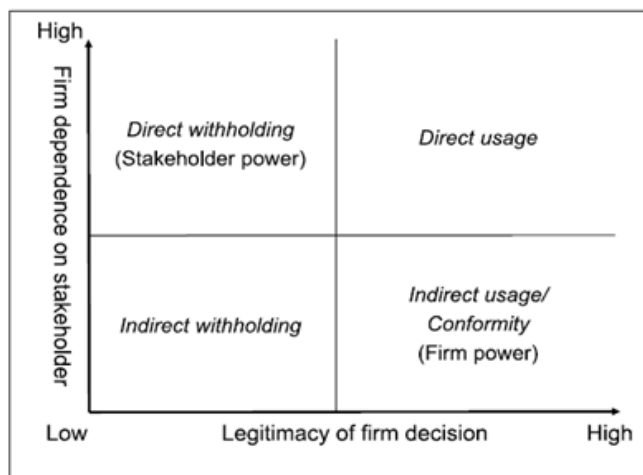 High
Firm dependence on stakeholder
Direct withholding
(Stakeholder power)
Direct usage
Indirect withholding
Indirect usage/
Conformity
(Firm power)
Low
Legitimacy of firm decision
High